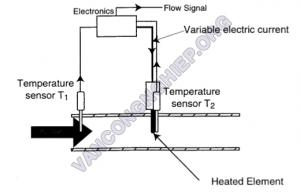 Electronics
Flow Signal
Variable electric current
Temperature
sensor T1
Temperature
sensor T2
Heated Element
VANCONGNGHIEP.ORG